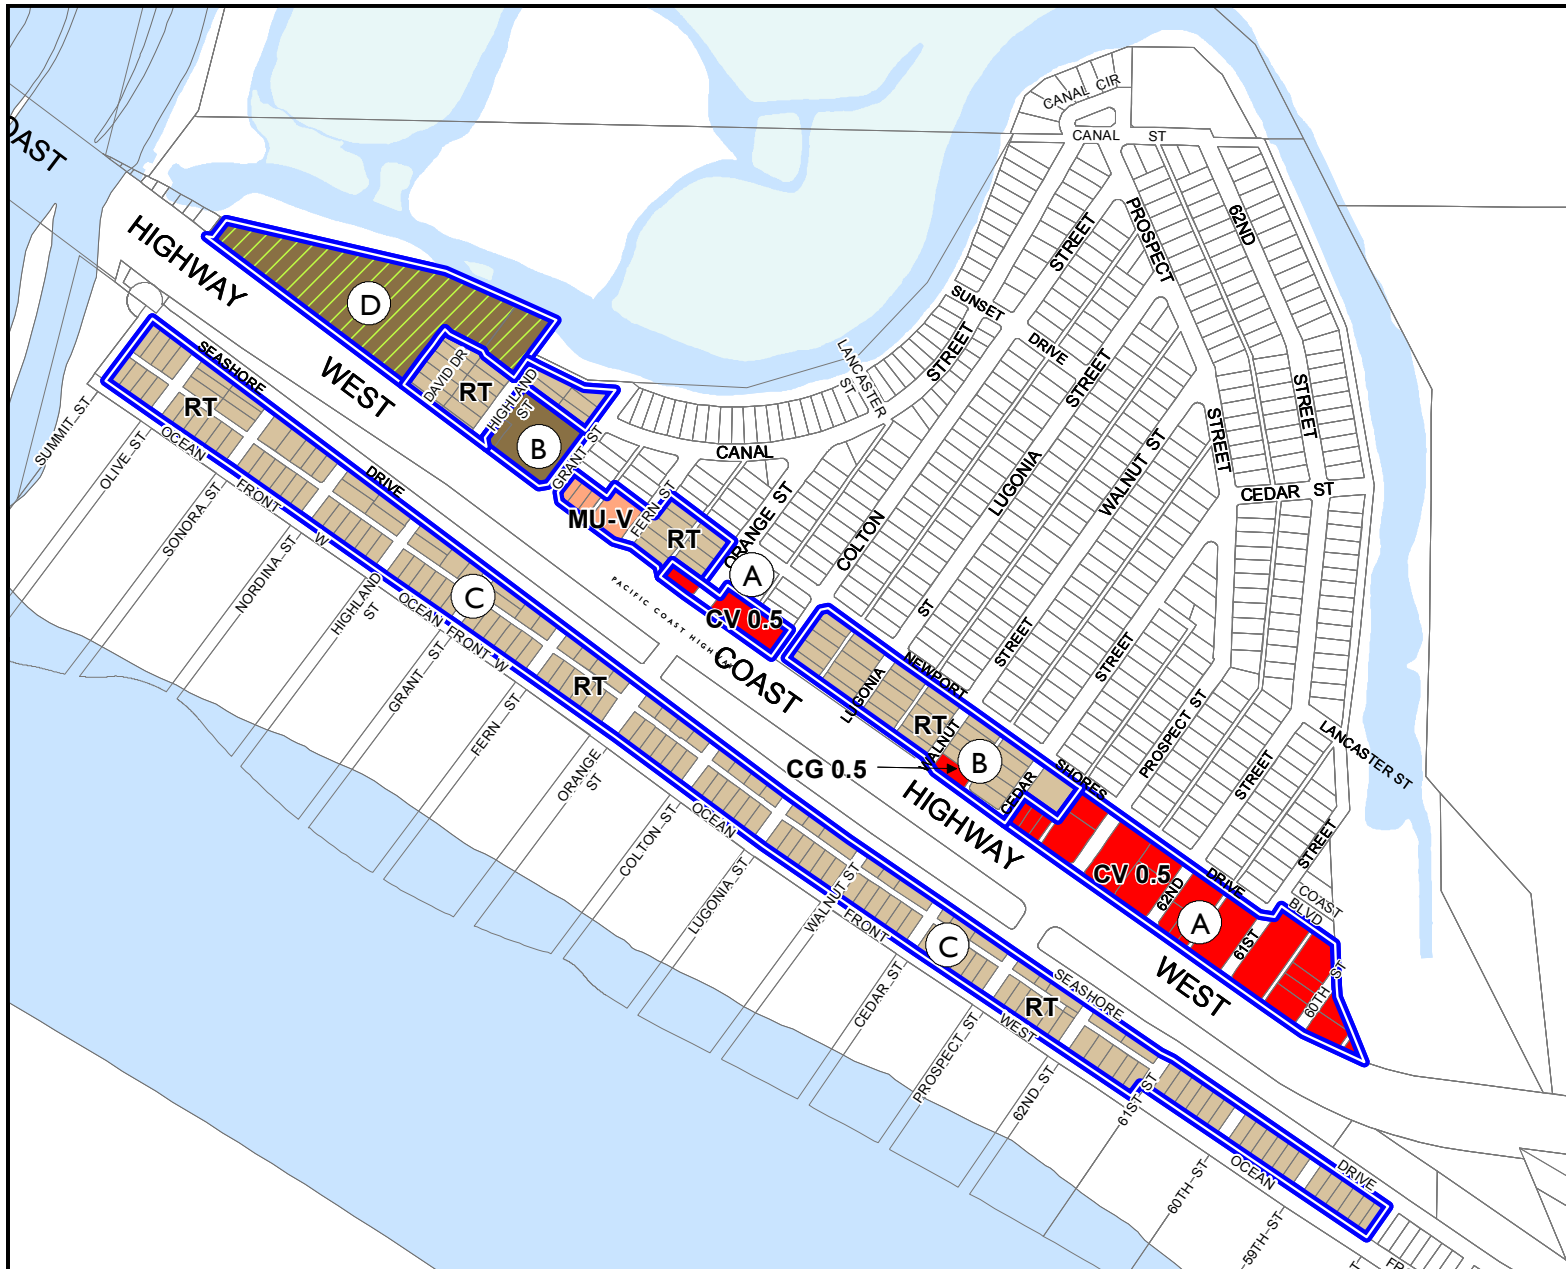 CANAL CIR
CANAL ST
OAST
HIGHWAY
62ND
PROSPECT
STREET
D
SUNSET
DRIVE
STREET
LANCASTER
ST
STREET
SEASHORE
WEST
DAVID DR
RT
HIGHLAND
ST
STREET
STREET
RT
SUMMIT ST
OLIVE ST
OCEAN
B
GRANT ST
CANAL
STREET
LUGONIA
WALNUT ST
CEDAR ST
DRIVE
SONORA ST
FRONT
W
MU-V
FERN ST
RT
ORANGE ST
COLTON
NORDINA ST
HIGHLAND
ST
C
OCEAN
FRONT W
A
PACIFIC COAST HIGHWAY
CV 0.5
ST
STREET
STREET
GRANT ST
RT
COAST
NEWPORT
LUGONIA
RT
WALNUT
FERN ST
PROSPECT ST
LANCASTER ST
CG 0.5
B
SHORES
CEDAR
STREET
ORANGE
ST
OCEAN
HIGHWAY
STREET
COLTON ST
CV 0.5
62ND
DRIVE
COAST
BLVD
LUGONIA ST
WALNUT ST
FRONT
A
61ST
C
WEST
60TH ST
CEDAR ST
SEASHORE
RT
WEST
PROSPECT ST
62ND ST
61ST ST
OCEAN
DRIVE
60TH ST
59TH ST